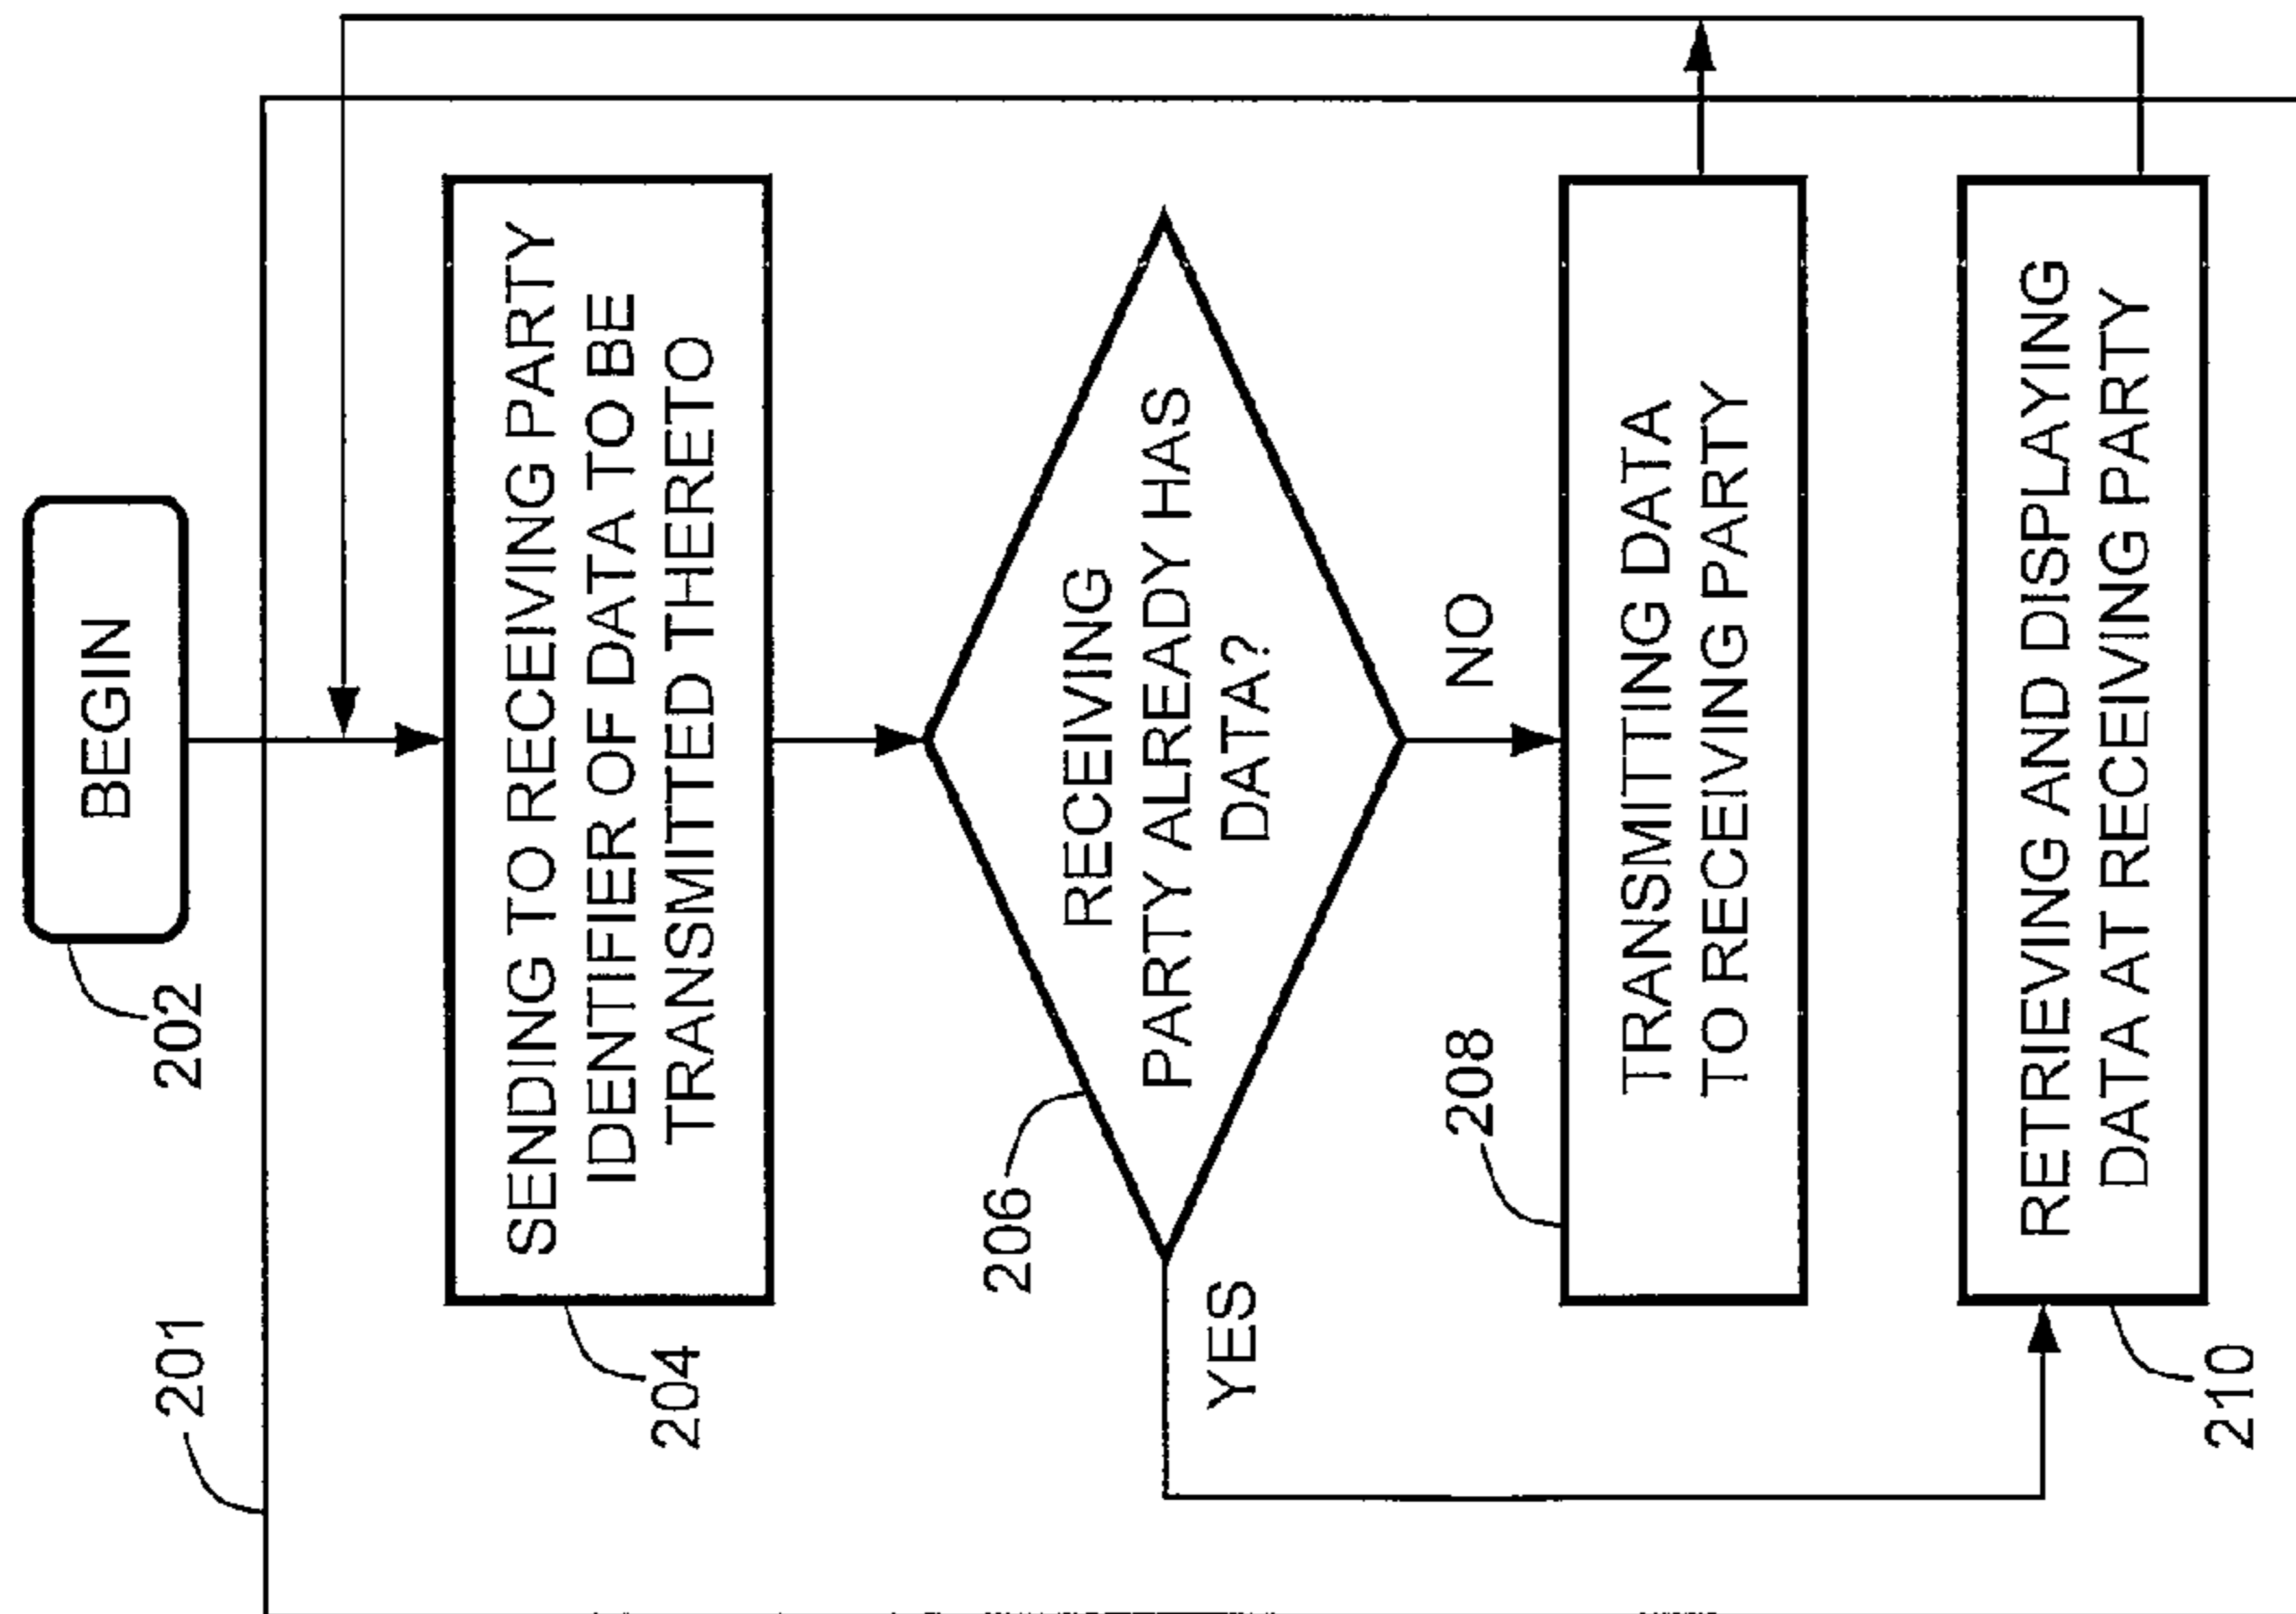 BEGIN
202
201
SENDING TO RECEIVING PARTY
IDENTIFIER OF DATA TO BE
TRANSMITTED THERETO
204
206
RECEIVING
PARTY ALREADY HAS
DATA?
YES
NO
208
TRANSMITTING DATA
TO RECEIVING PARTY
RETRIEVING AND DISPLAYING
DATA AT RECEIVING PARTY
210